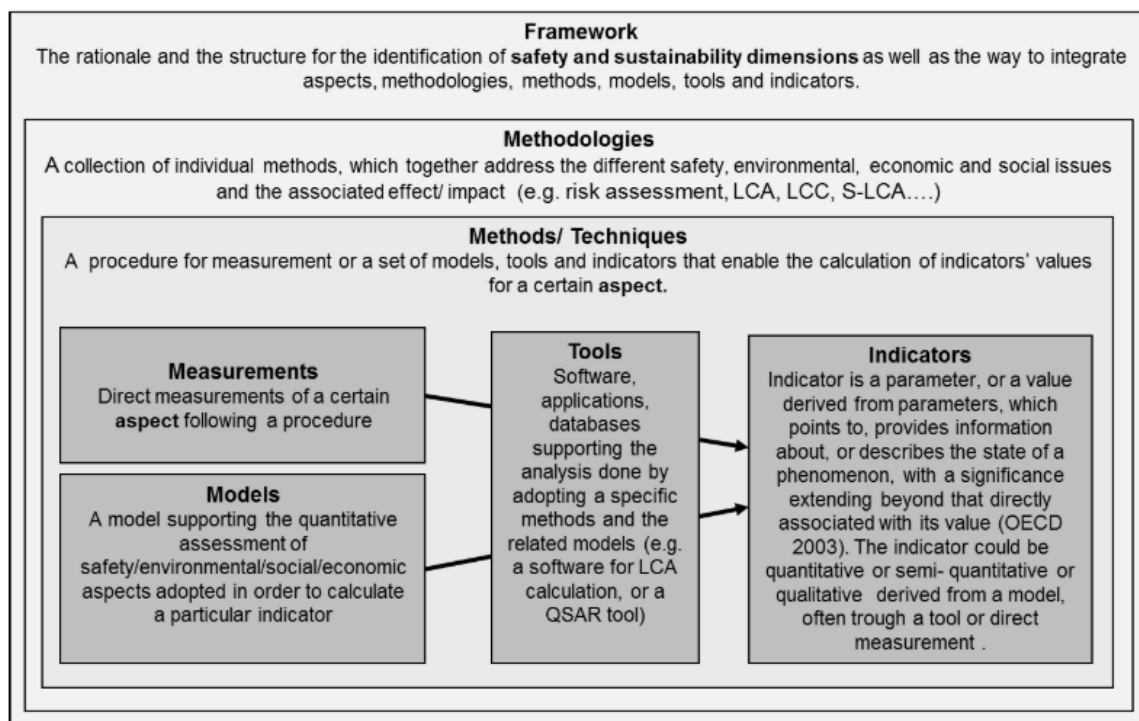 Framework
The rationale and the structure for the identification of safety and sustainability dimensions as well as the way to integrate
aspects, methodologies, methods, models, tools and indicators.
Methodologies
A collection of individual methods, which together address the different safety, environmental, economic and social issues
and the associated effect/ impact (e.g. risk assessment, LCA, LCC, S-LCA....)
Methods/ Techniques
A procedure for measurement or a set of models, tools and indicators that enable the calculation of indicators' values
for a certain aspect.
Measurements
Direct measurements of a certain
aspect following a procedure
Models
A model supporting the quantitative
assessment of
safety/environmental/social/economic
aspects adopted in order to calculate
a particular indicator
Tools
Software,
applications,
databases
supporting the
analysis done by
adopting a specific
methods and the
related models (e.g.
a software for LCA
calculation, or a
QSAR tool)
Indicators
Indicator is a parameter, or a value
derived from parameters, which
points to, provides information
about, or describes the state of a
phenomenon, with a significance
extending beyond that directly
associated with its value (OECD
2003). The indicator could be
quantitative or semi- quantitative or
qualitative derived from a model,
often trough a tool or direct
measurement .